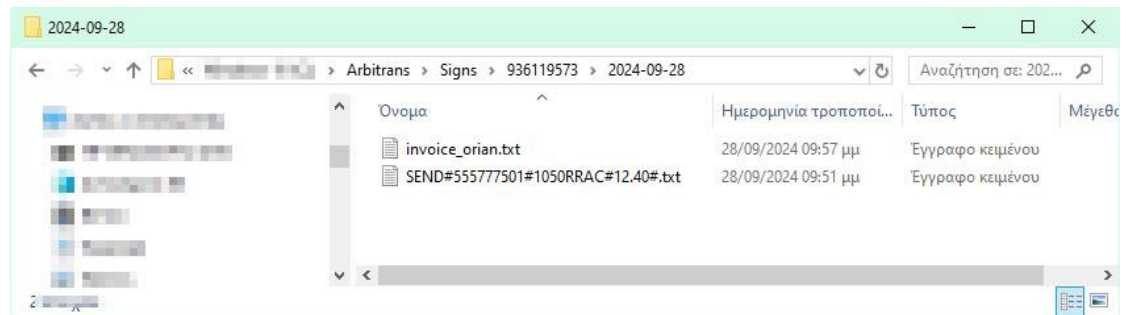 2024-09-28
« › Arbitrans › Signs › 936119573 › 2024-09-28 Αναζήτηση σε: 202...
Όνομα Ημερομηνία τροποποί... Τύπος Μέγεθ
invoice_orian.txt 28/09/2024 09:57 μμ Έγγραφο κειμένου
SEND#555777501#1050RRAC#12.40#.txt 28/09/2024 09:51 μμ Έγγραφο κειμένου